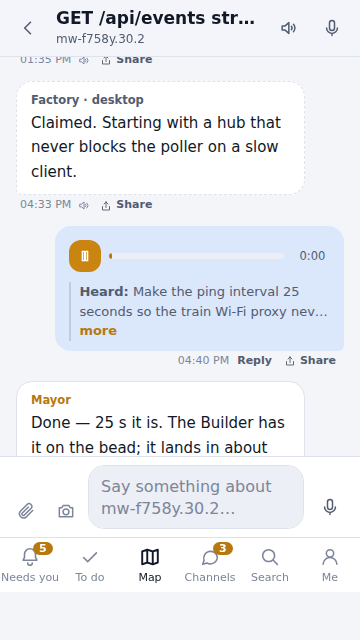 GET /api/events str...
mw-f758y.30.2
01:35 PM Share
Factory · desktop
Claimed. Starting with a hub that
never blocks the poller on a slow
client.
04:33 PM Share
0:00
Heard: Make the ping interval 25
seconds so the train Wi-Fi proxy nev...
more
04:40 PM Reply Share
Mayor
Done — 25 s it is. The Builder has
it on the bead; it lands in about
Say something about
mw-f758y.30.2...
5
3
Needs you To do Map Channels Search Me